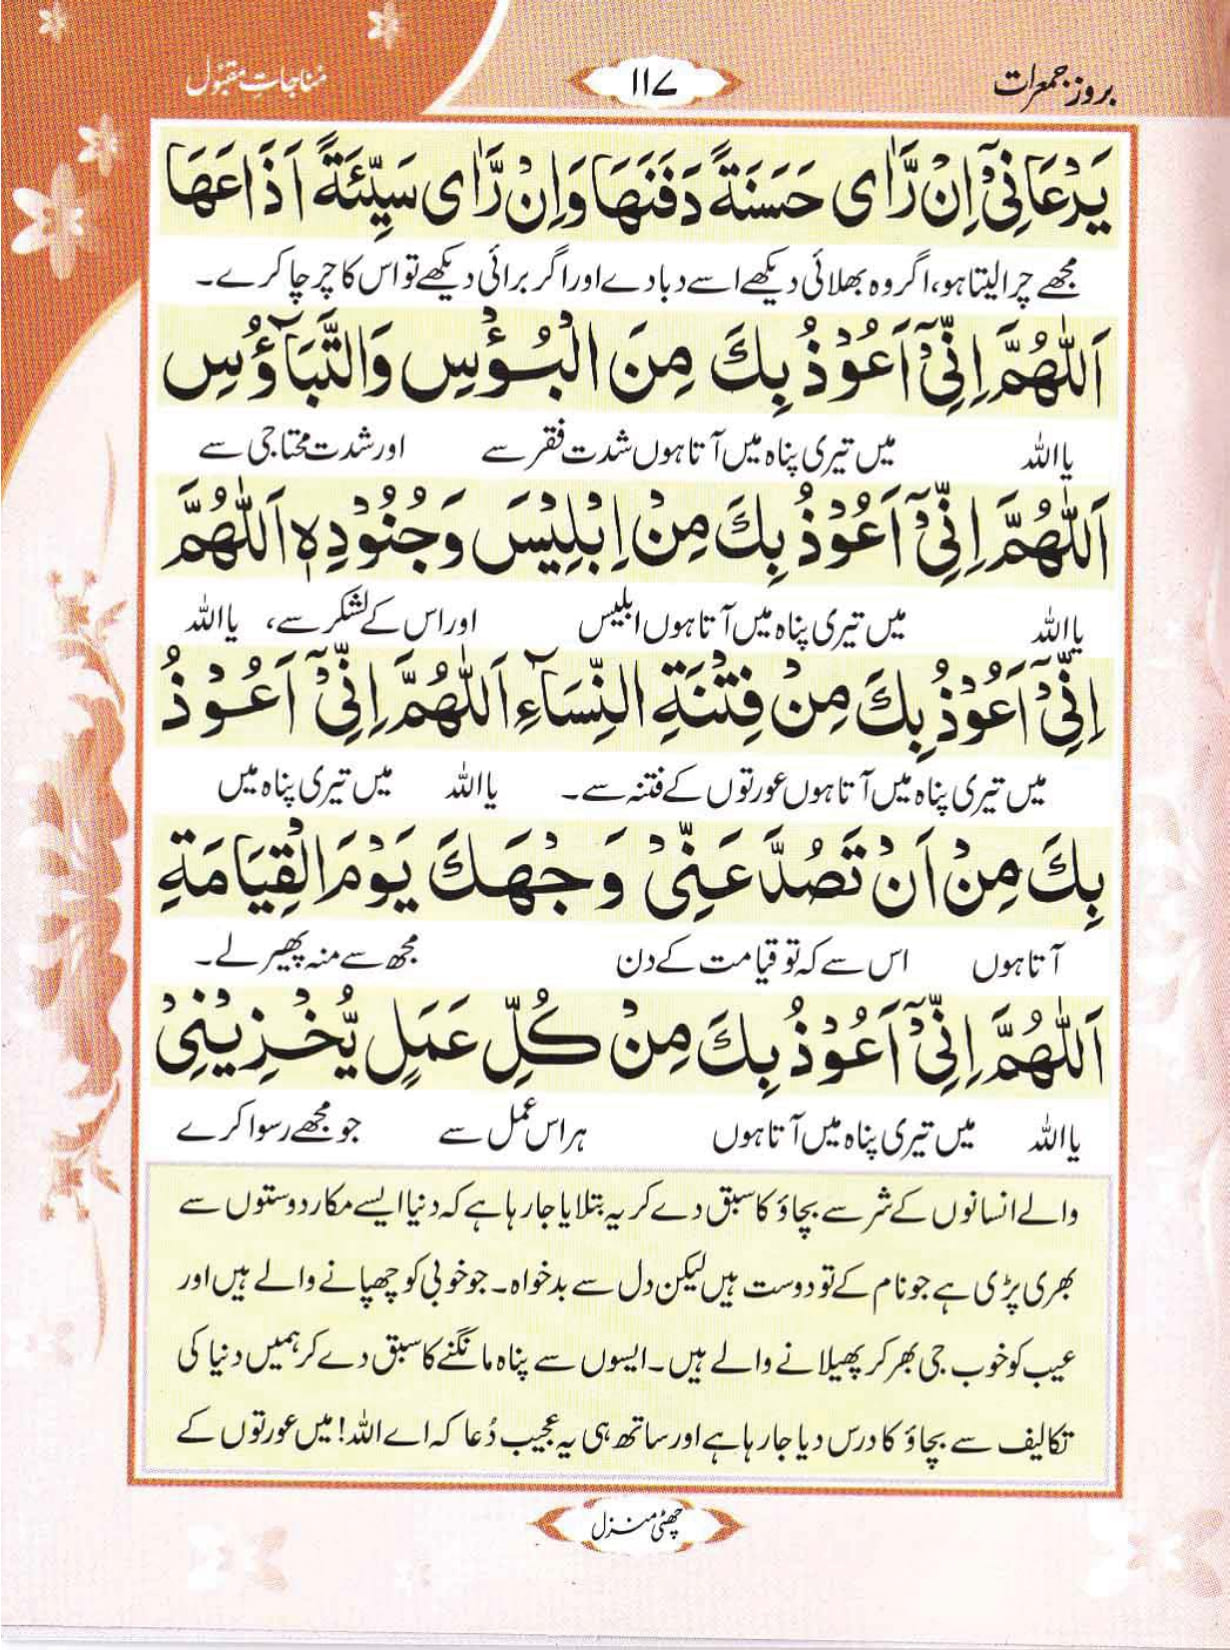 بروز جمعرات
۱۱۷
مناجاتِ مقبول
يَرْعَانِیْٓ اِنْ رَّاٰی حَسَنَةً دَفَنَهَا وَاِنْ رَّاٰی سَيِّئَةً اَذَاعَهَا
مجھے چرا لیتا ہو، اگر وہ بھلائی دیکھے اسے دبا دے اور اگر برائی دیکھے تو اس کا چرچا کرے۔
اَللّٰهُمَّ اِنِّیْٓ اَعُوْذُ بِكَ مِنَ الْبُؤْسِ وَالتَّبَآؤُسِ
یا اللہ میں تیری پناہ میں آتا ہوں شدت فقر سے اور شدت محتاجی سے
اَللّٰهُمَّ اِنِّیْٓ اَعُوْذُ بِكَ مِنْ اِبْلِيْسَ وَجُنُوْدِهٖ اَللّٰهُمَّ
یا اللہ میں تیری پناہ میں آتا ہوں ابلیس اور اس کے لشکر سے، یا اللہ
اِنِّیْٓ اَعُوْذُ بِكَ مِنْ فِتْنَةِ النِّسَآءِ اَللّٰهُمَّ اِنِّیْٓ اَعُوْذُ
میں تیری پناہ میں آتا ہوں عورتوں کے فتنہ سے۔ یا اللہ میں تیری پناہ میں
بِكَ مِنْ اَنْ تَصُدَّ عَنِّیْ وَجْهَكَ يَوْمَ الْقِيَامَةِ
آتا ہوں اس سے کہ تو قیامت کے دن مجھ سے منہ پھیر لے۔
اَللّٰهُمَّ اِنِّیْٓ اَعُوْذُ بِكَ مِنْ كُلِّ عَمَلٍ يُّخْزِيْنِیْ
یا اللہ میں تیری پناہ میں آتا ہوں ہر اس عمل سے جو مجھے رسوا کرے
والے انسانوں کے شر سے بچاؤ کا سبق دے کر یہ بتلایا جارہا ہے کہ دنیا ایسے مکار دوستوں سے
بھری پڑی ہے جو نام کے تو دوست ہیں لیکن دل سے بدخواہ۔ جو خوبی کو چھپانے والے ہیں اور
عیب کو خوب جی بھر کر پھیلانے والے ہیں۔ ایسوں سے پناہ مانگنے کا سبق دے کر ہمیں دنیا کی
تکالیف سے بچاؤ کا درس دیا جارہا ہے اور ساتھ ہی یہ عجیب دُعا کہ اے اللہ! میں عورتوں کے
چھٹی منزل